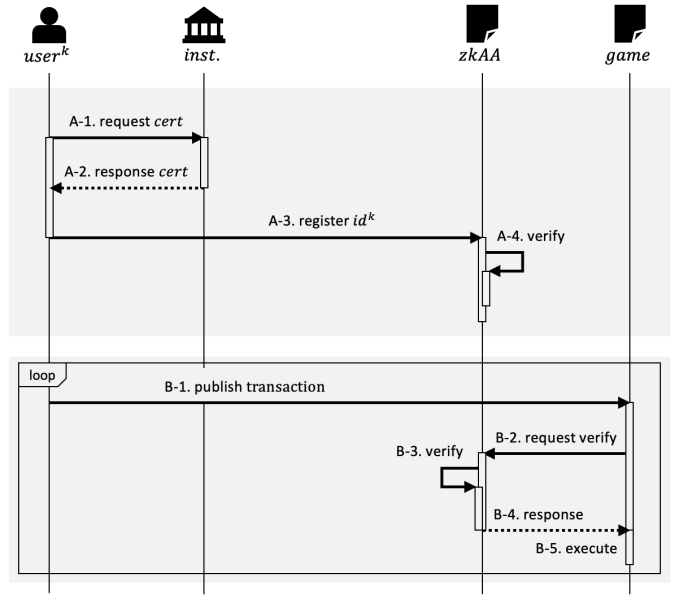 user^k
inst.
zkAA
game
A-1. request cert
A-2. response cert
A-3. register id^k
A-4. verify
loop
B-1. publish transaction
B-2. request verify
B-3. verify
B-4. response
B-5. execute